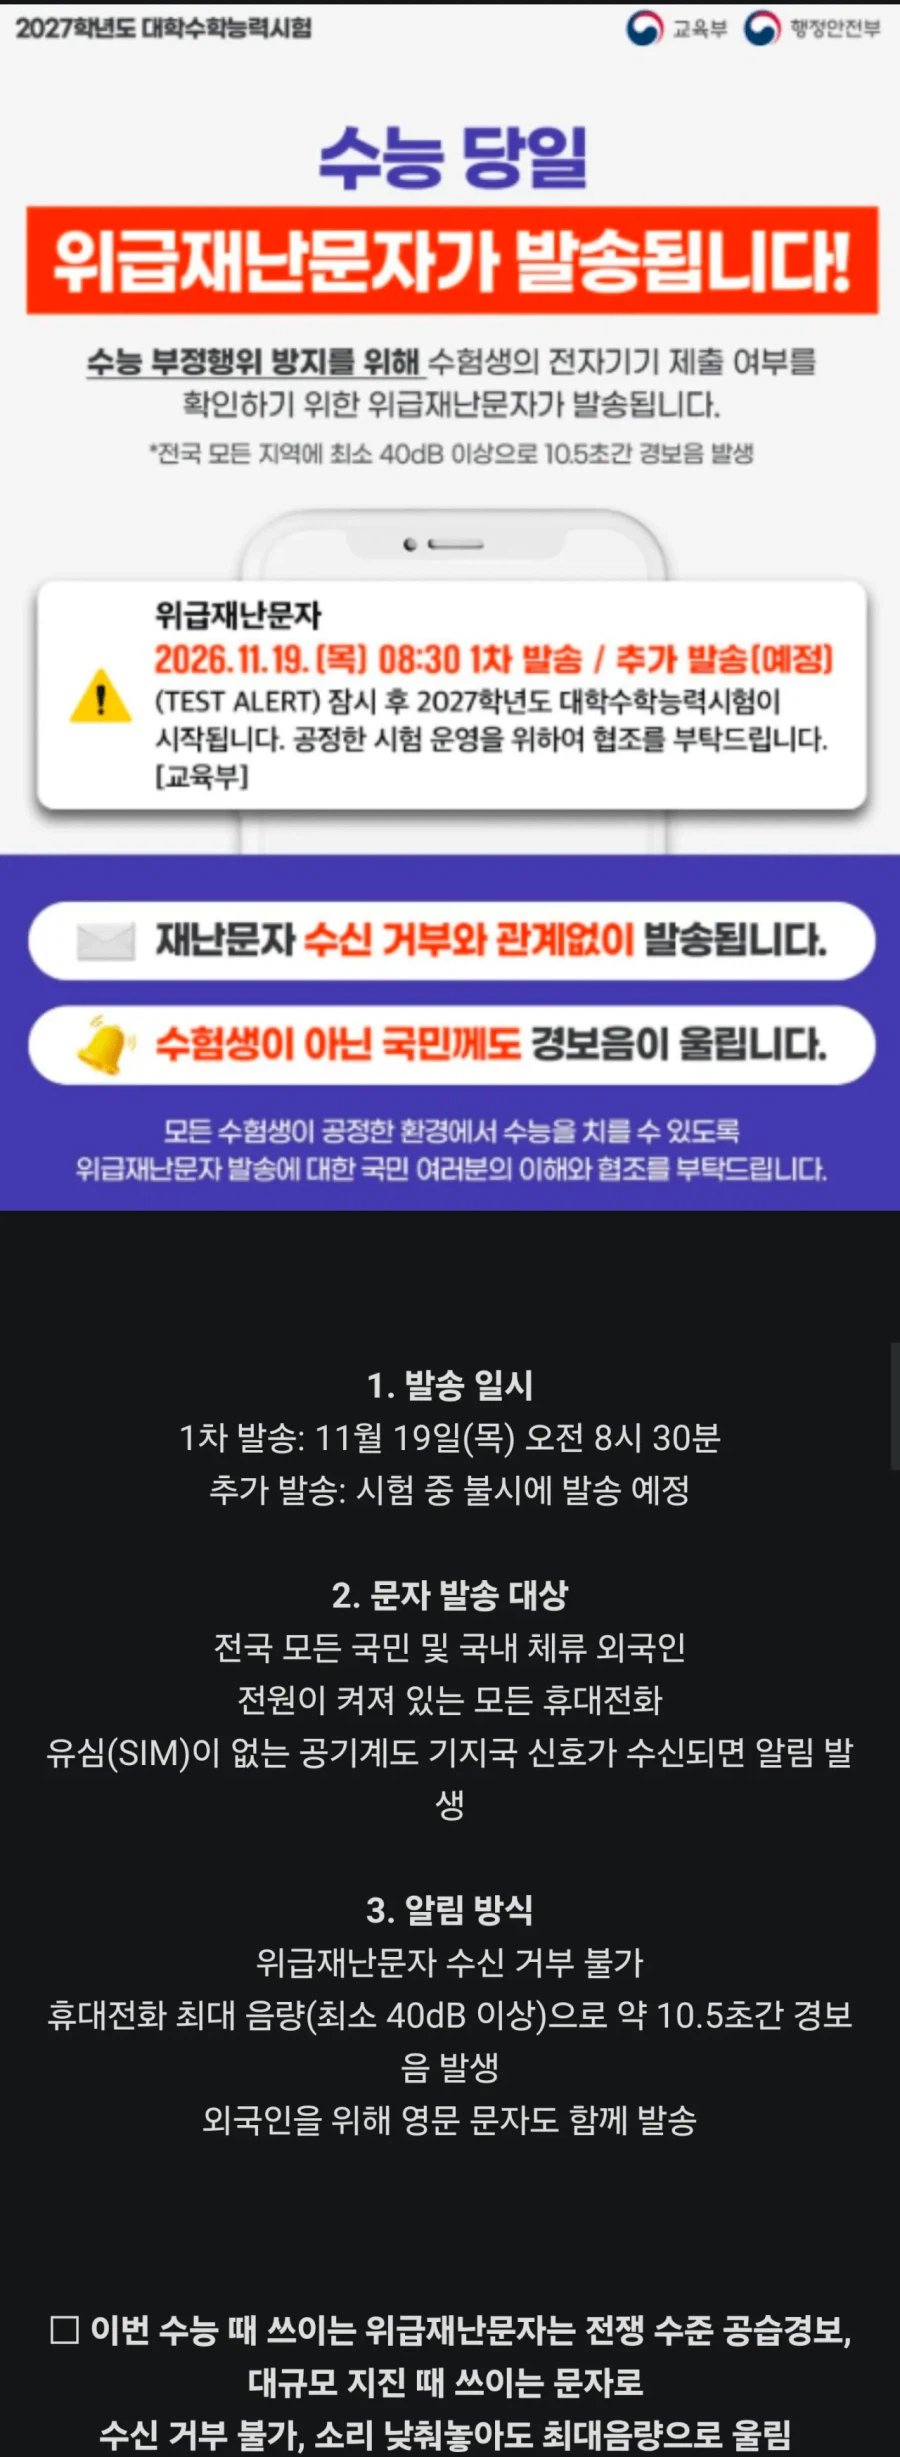 2027학년도 대학수학능력시험
교육부 행정안전부
수능 당일
위급재난문자가 발송됩니다!
수능 부정행위 방지를 위해 수험생의 전자기기 제출 여부를
확인하기 위한 위급재난문자가 발송됩니다.
*전국 모든 지역에 최소 40dB 이상으로 10.5초간 경보음 발생
위급재난문자
2026.11.19.(목) 08:30 1차 발송 / 추가 발송(예정)
(TEST ALERT) 잠시 후 2027학년도 대학수학능력시험이
시작됩니다. 공정한 시험 운영을 위하여 협조를 부탁드립니다.
[교육부]
재난문자 수신 거부와 관계없이 발송됩니다.
수험생이 아닌 국민께도 경보음이 울립니다.
모든 수험생이 공정한 환경에서 수능을 치를 수 있도록
위급재난문자 발송에 대한 국민 여러분의 이해와 협조를 부탁드립니다.
1. 발송 일시
1차 발송: 11월 19일(목) 오전 8시 30분
추가 발송: 시험 중 불시에 발송 예정
2. 문자 발송 대상
전국 모든 국민 및 국내 체류 외국인
전원이 켜져 있는 모든 휴대전화
유심(SIM)이 없는 공기계도 기지국 신호가 수신되면 알림 발
생
3. 알림 방식
위급재난문자 수신 거부 불가
휴대전화 최대 음량(최소 40dB 이상)으로 약 10.5초간 경보
음 발생
외국인을 위해 영문 문자도 함께 발송
□ 이번 수능 때 쓰이는 위급재난문자는 전쟁 수준 공습경보,
대규모 지진 때 쓰이는 문자로
수신 거부 불가, 소리 낮춰놓아도 최대음량으로 울림